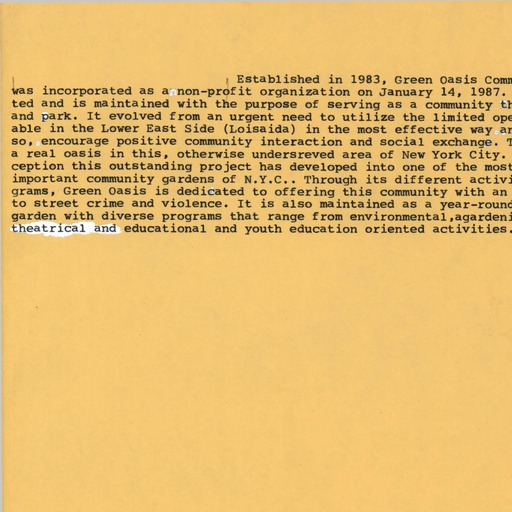 Established in 1983, Green Oasis Comm
was incorporated as a non-profit organization on January 14, 1987.
ted and is maintained with the purpose of serving as a community th
and park. It evolved from an urgent need to utilize the limited ope
able in the Lower East Side (Loisaida) in the most effective way an
so, encourage positive community interaction and social exchange. T
a real oasis in this, otherwise undersreved area of New York City.
ception this outstanding project has developed into one of the most
important community gardens of N.Y.C.. Through its different activi
grams, Green Oasis is dedicated to offering this community with an
to street crime and violence. It is also maintained as a year-round
garden with diverse programs that range from environmental,agardeni
theatrical and educational and youth education oriented activities.